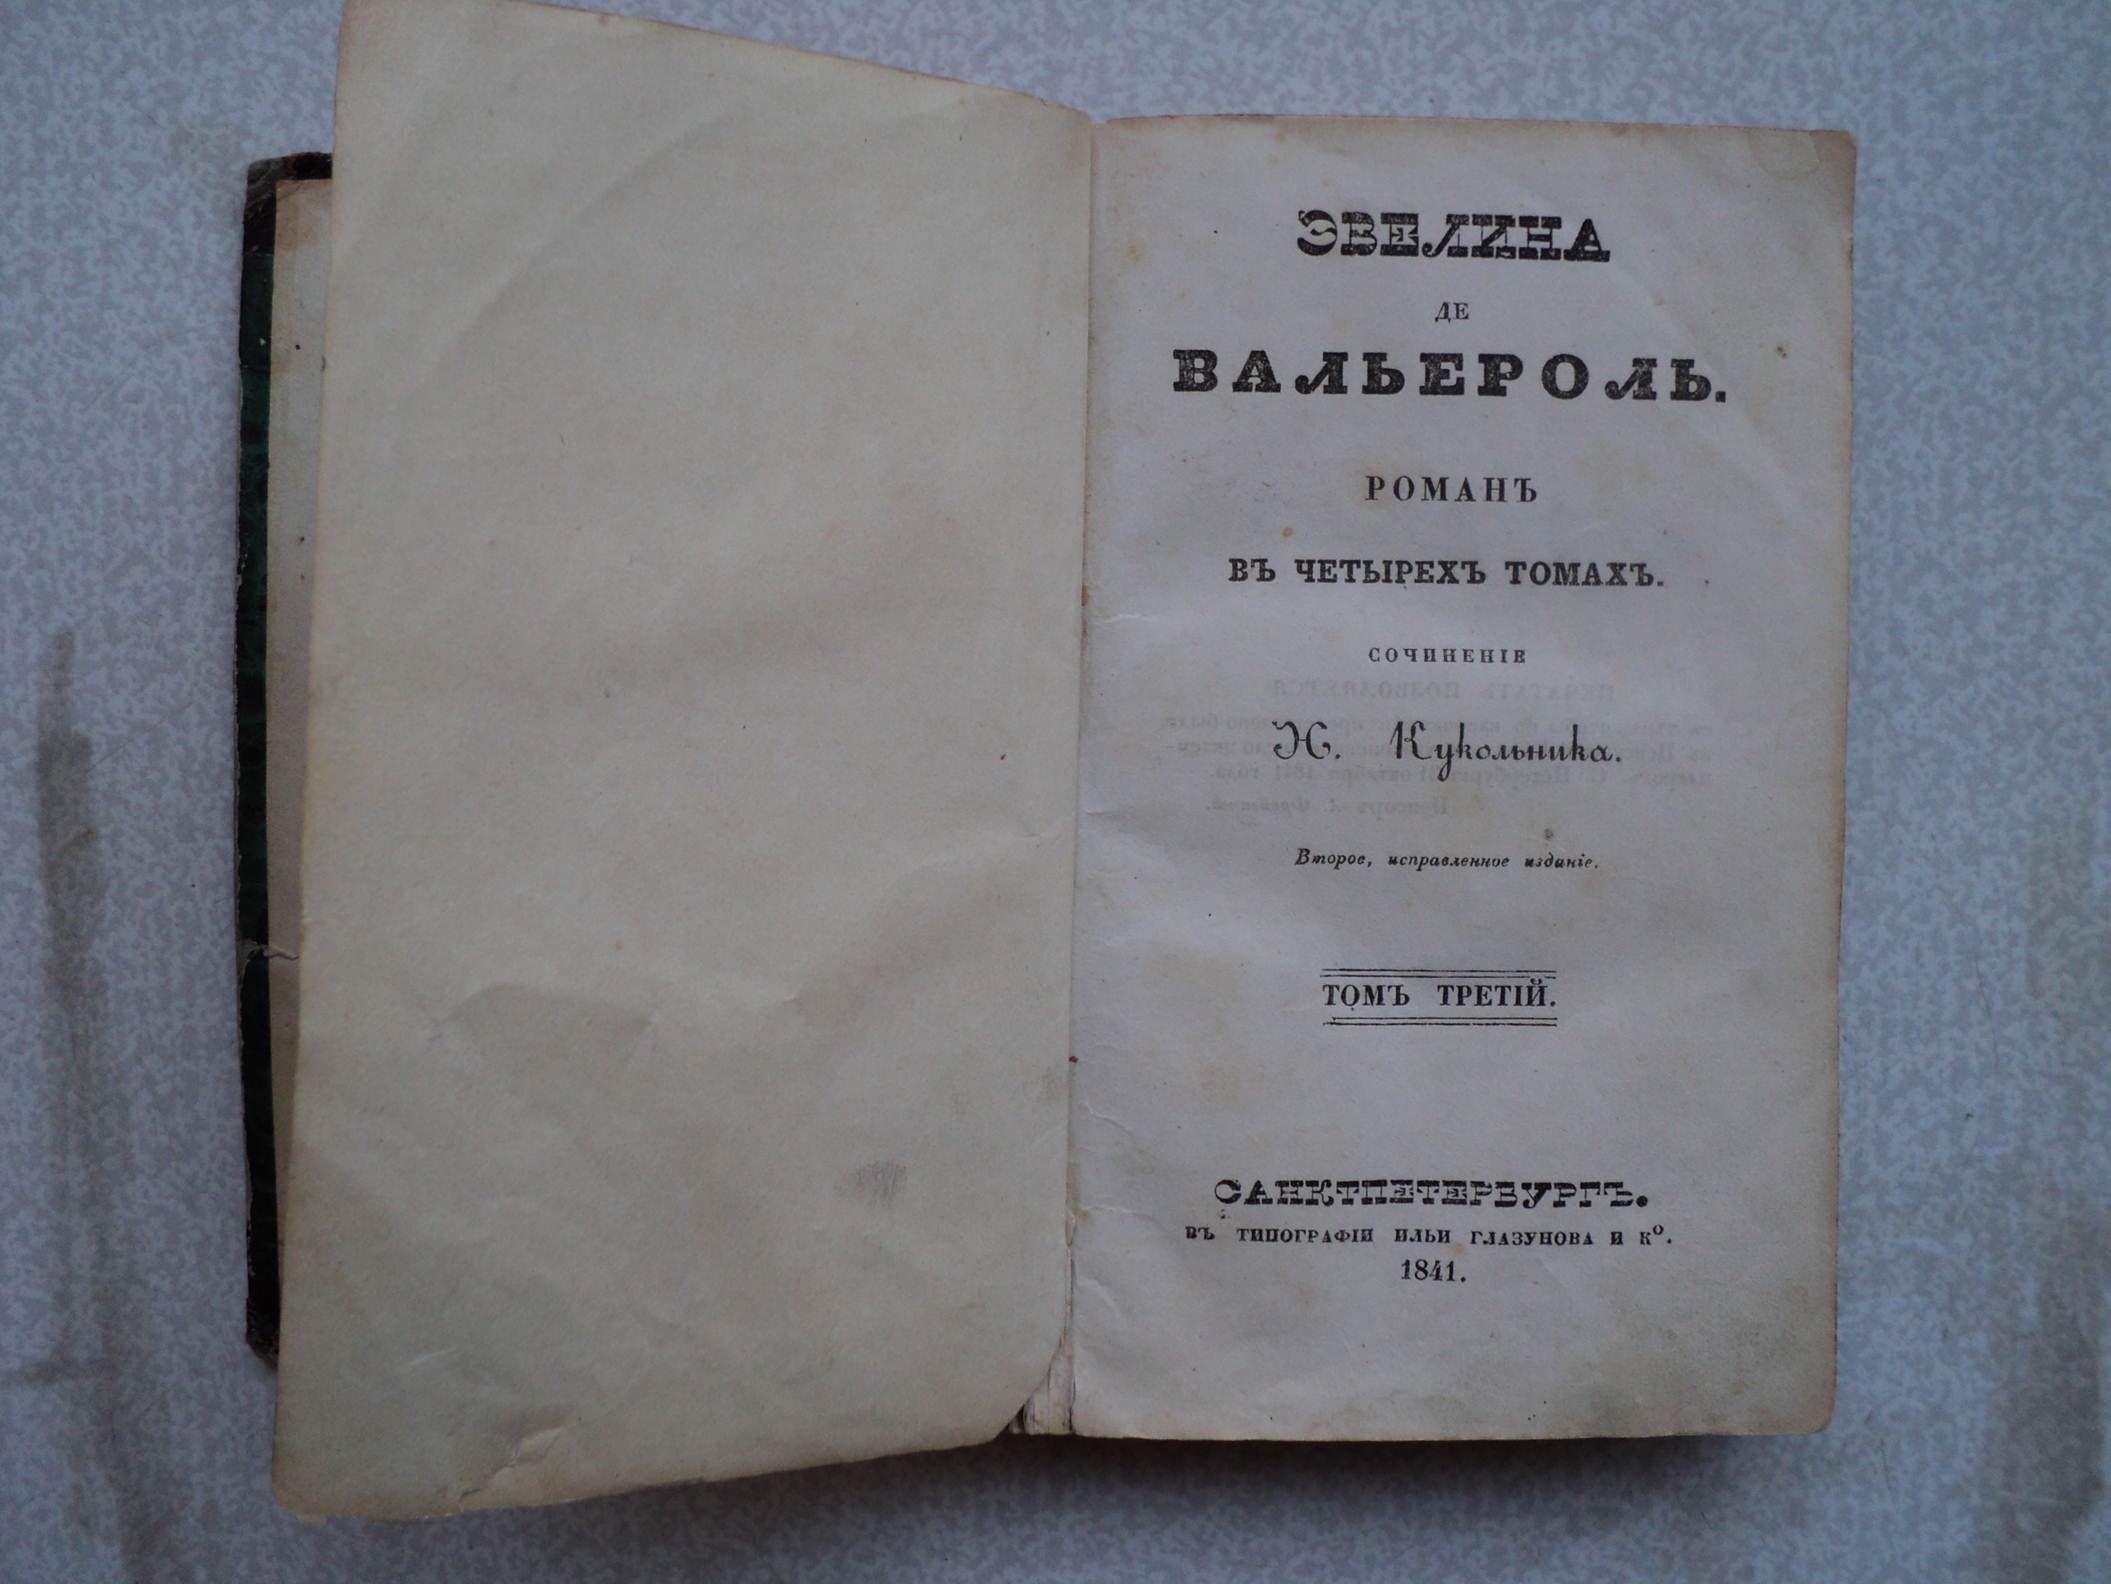 ЭВЕЛИНА
ДЕ
ВАЛЬЕРОЛЬ.
РОМАНЪ
ВЪ ЧЕТЫРЕХЪ ТОМАХЪ.
СОЧИНЕНІЕ
Н. Кукольника.
Второе, исправленное изданіе.
ТОМЪ ТРЕТІЙ.
САНКТПЕТЕРБУРГЪ.
ВЪ ТИПОГРАФІИ ИЛЬИ ГЛАЗУНОВА И Ко.
1841.